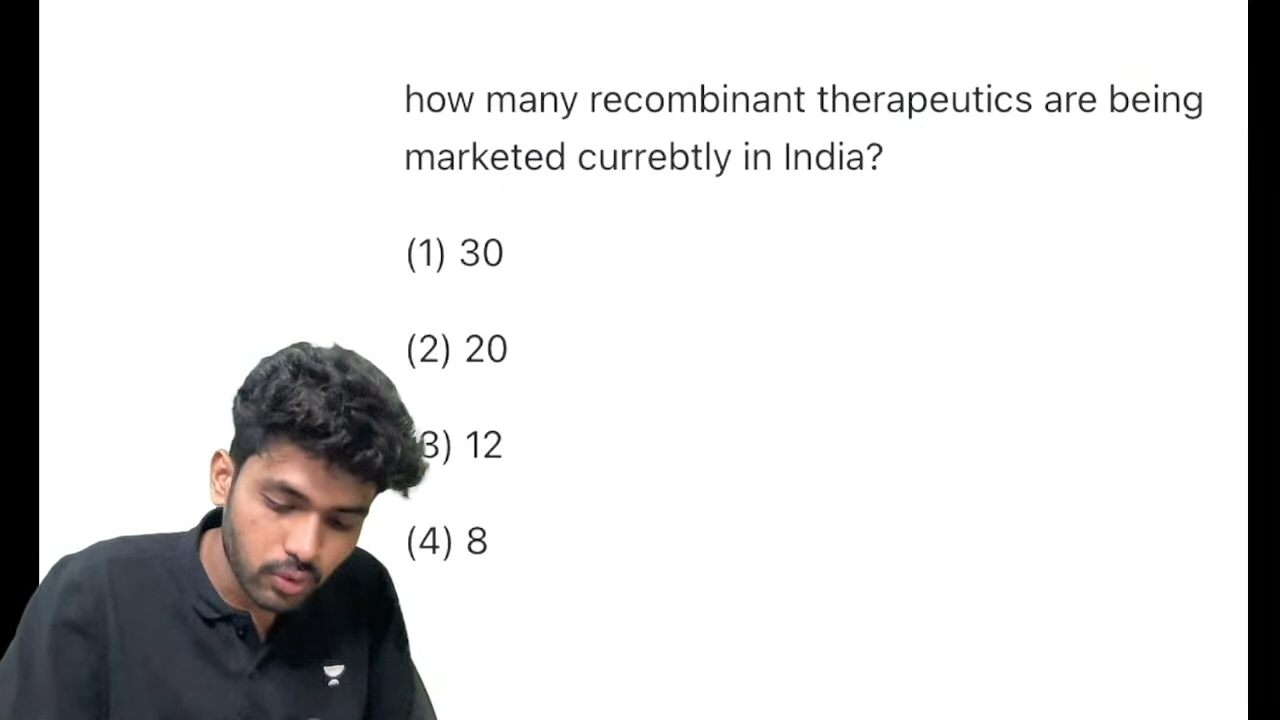 how many recombinant therapeutics are being
marketed currebtly in India?
(1) 30
(2) 20
3) 12
(4) 8